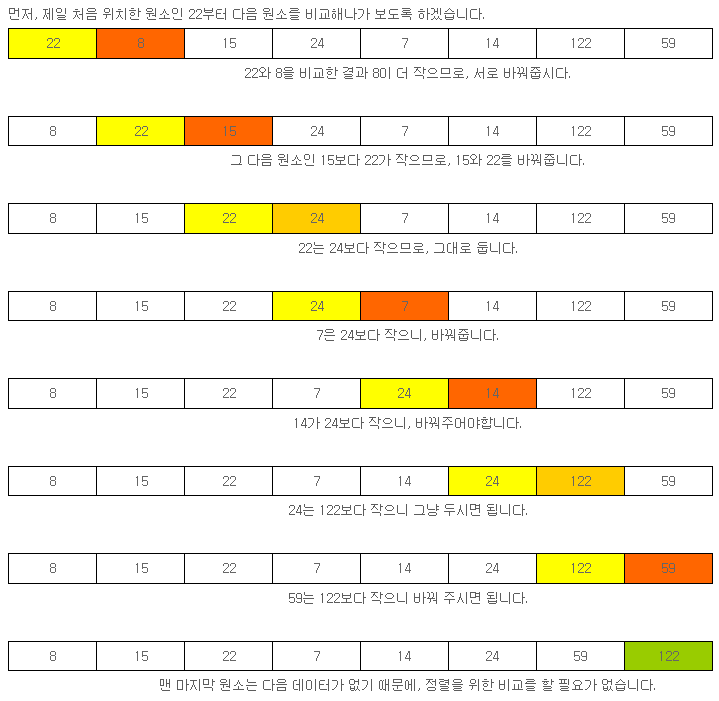 먼저, 제일 처음 위치한 원소인 22부터 다음 원소를 비교해나가 보도록 하겠습니다.
22 8 15 24 7 14 122 59
22와 8을 비교한 결과 8이 더 작으므로, 서로 바꿔줍시다.
8 22 15 24 7 14 122 59
그 다음 원소인 15보다 22가 작으므로, 15와 22를 바꿔줍니다.
8 15 22 24 7 14 122 59
22는 24보다 작으므로, 그대로 둡니다.
8 15 22 24 7 14 122 59
7은 24보다 작으니, 바꿔줍니다.
8 15 22 7 24 14 122 59
14가 24보다 작으니, 바꿔주어야합니다.
8 15 22 7 14 24 122 59
24는 122보다 작으니 그냥 두시면 됩니다.
8 15 22 7 14 24 122 59
59는 122보다 작으니 바꿔 주시면 됩니다.
8 15 22 7 14 24 59 122
맨 마지막 원소는 다음 데이터가 없기 때문에, 정렬을 위한 비교를 할 필요가 없습니다.